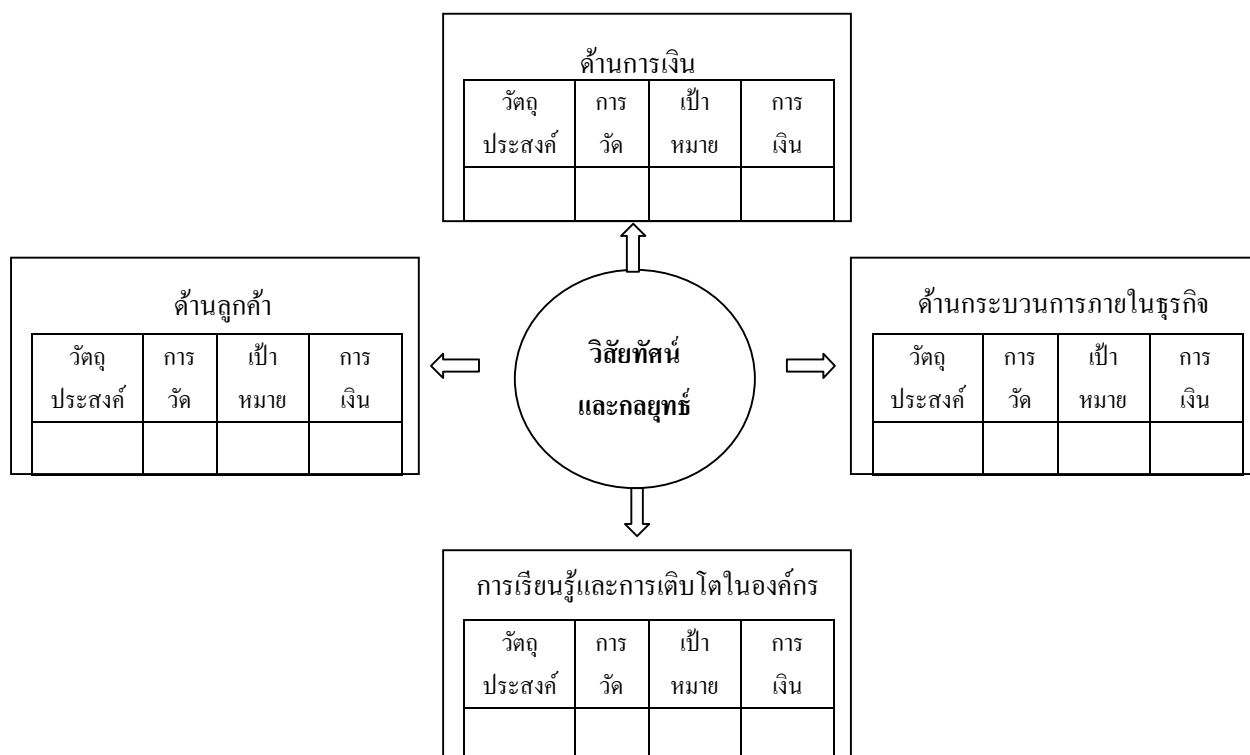 ด้านการเงิน
วัตถุ การ เป้า การ
ประสงค์ วัด หมาย เงิน
ด้านลูกค้า
วัตถุ การ เป้า การ
ประสงค์ วัด หมาย เงิน
วิสัยทัศน์
และกลยุทธ์
ด้านกระบวนการภายในธุรกิจ
วัตถุ การ เป้า การ
ประสงค์ วัด หมาย เงิน
การเรียนรู้และการเติบโตในองค์กร
วัตถุ การ เป้า การ
ประสงค์ วัด หมาย เงิน